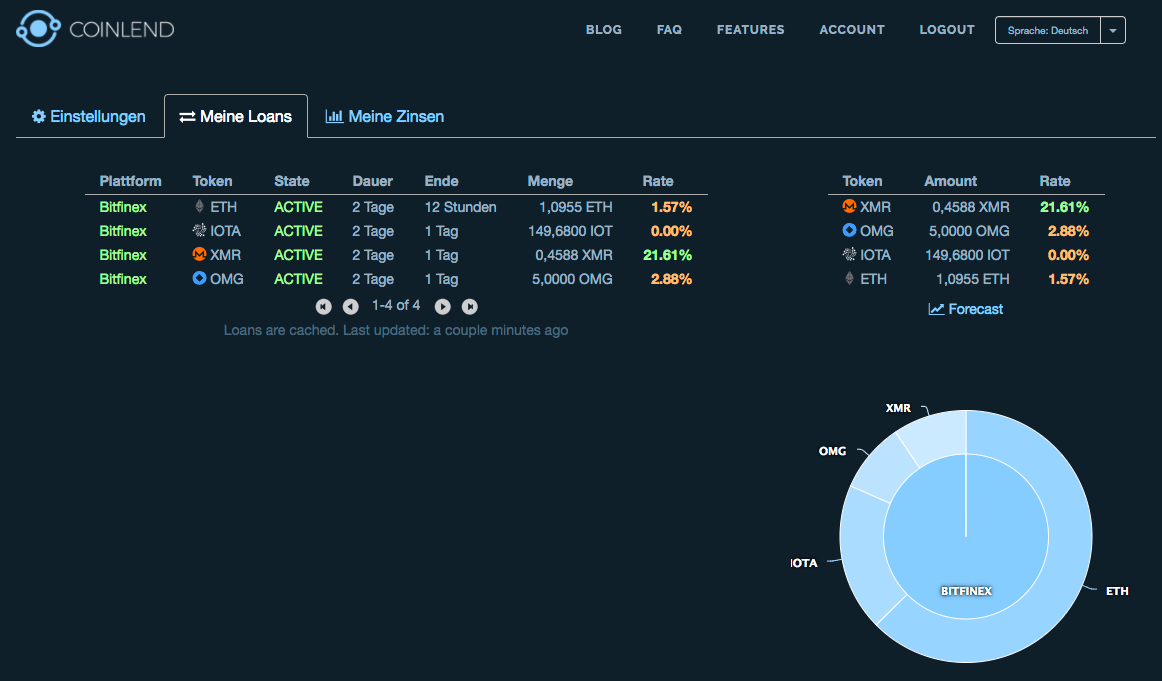 COINLEND BLOG FAQ FEATURES ACCOUNT LOGOUT Sprache: Deutsch
Einstellungen Meine Loans Meine Zinsen
Plattform Token State Dauer Ende Menge Rate
Bitfinex ETH ACTIVE 2 Tage 12 Stunden 1,0955 ETH 1.57%
Bitfinex IOTA ACTIVE 2 Tage 1 Tag 149,6800 IOT 0.00%
Bitfinex XMR ACTIVE 2 Tage 1 Tag 0,4588 XMR 21.61%
Bitfinex OMG ACTIVE 2 Tage 1 Tag 5,0000 OMG 2.88%
1-4 of 4
Loans are cached. Last updated: a couple minutes ago
Token Amount Rate
XMR 0,4588 XMR 21.61%
OMG 5,0000 OMG 2.88%
IOTA 149,6800 IOT 0.00%
ETH 1,0955 ETH 1.57%
Forecast
XMR
OMG
IOTA
BITFINEX
ETH